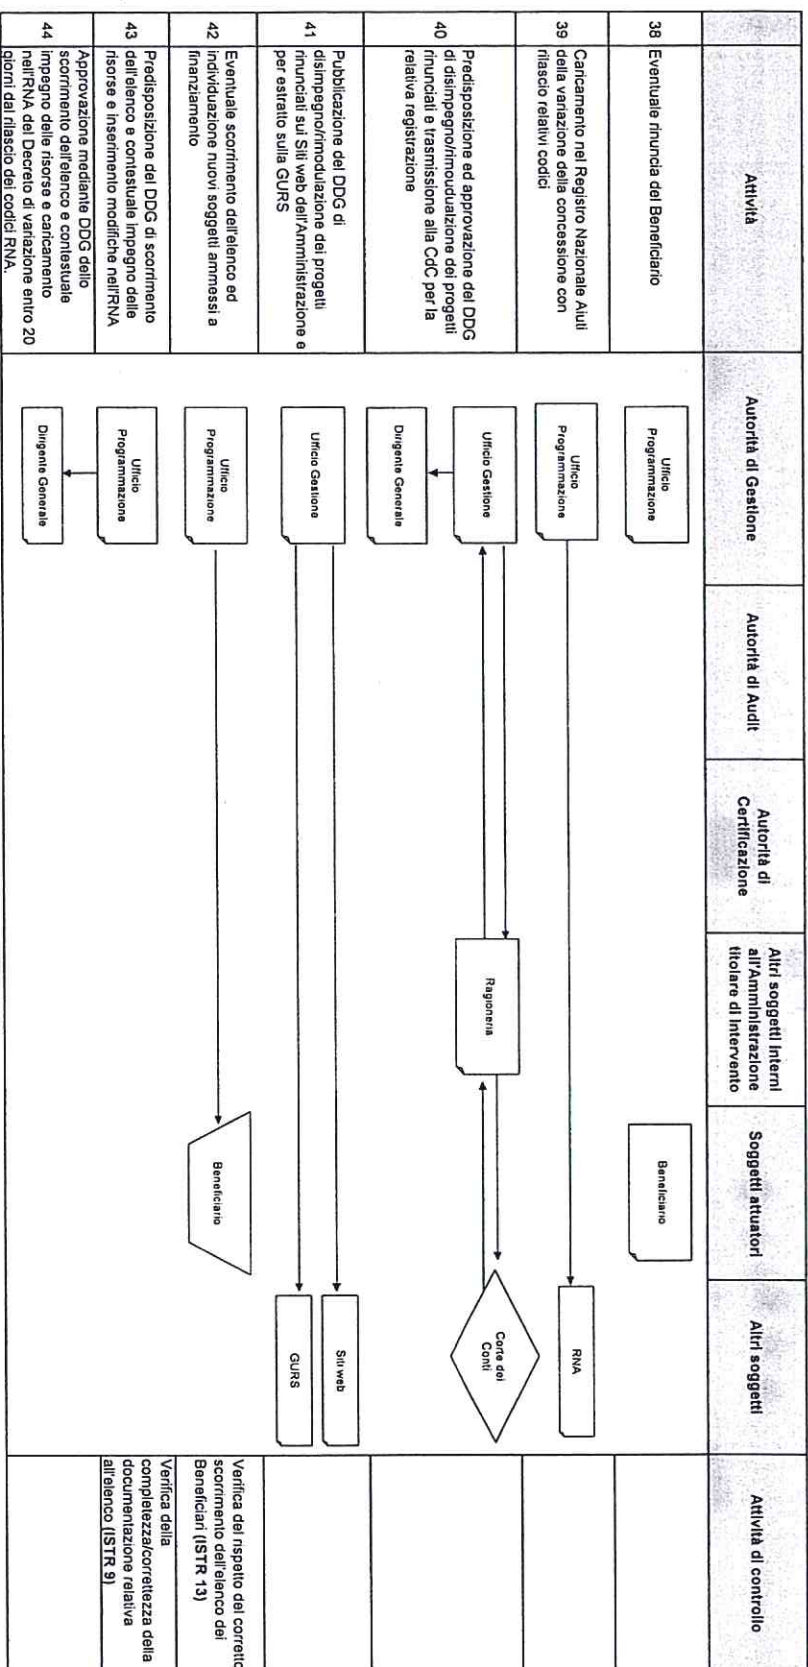 Attività
Autorità di Gestione
Autorità di Audit
Autorità di
Certificazione
Altri soggetti interni
all'Amministrazione
titolare di Intervento
Soggetti attuatori
Altri soggetti
Attività di controllo
38
Eventuale rinuncia del Beneficiario
Ufficio
Programmazione
Beneficiario
39
Caricamento nel Registro Nazionale Aiuti
della variazione della concessione con
rilascio relativi codici
Ufficio
Programmazione
RNA
40
Predisposizione ed approvazione del DDG
di disimpegno/rimoudualzione dei progetti
rinunciati e trasmissione alla CdC per la
relativa registrazione
Ufficio Gestione
Dirigente Generale
Ragioneria
Corte dei
Conti
41
Pubblicazione del DDG di
disimpegno/rimodulazione dei progetti
rinunciati sui Siti web dell'Amministrazione e
per estratto sulla GURS
Ufficio Gestione
Siti web
GURS
42
Eventuale scorrimento dell'elenco ed
individuazione nuovi soggetti ammessi a
finanziamento
Ufficio
Programmazione
Beneficiario
Verifica del rispetto del corretto
scorrimento dell'elenco dei
Beneficiari (ISTR 13)
43
Predisposizione del DDG di scorrimento
dell'elenco e contestuale impegno delle
risorse e inserimento modifiche nell'RNA
Ufficio
Programmazione
Verifica della
completezza/correttezza della
documentazione relativa
all'elenco (ISTR 9)
44
Approvazione mediante DDG dello
scorrimento dell'elenco e contestuale
impegno delle risorse e caricamento
nell'RNA del Decreto di variazione entro 20
giorni dal rilascio dei codici RNA.
Dirigente Generale